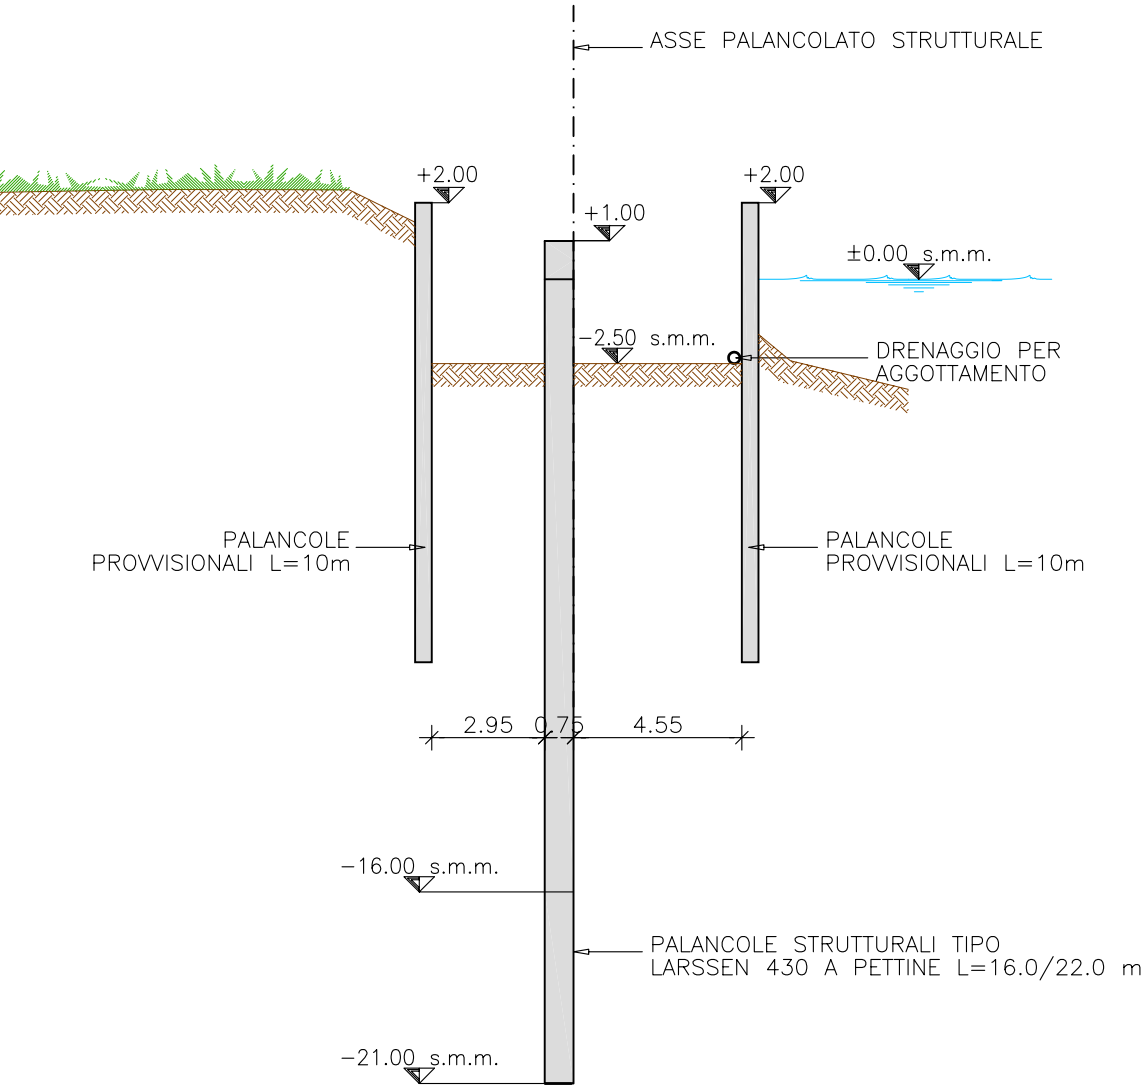 ASSE PALANCOLATO STRUTTURALE
+2.00
+2.00
+1.00
±0.00 s.m.m.
-2.50 s.m.m.
DRENAGGIO PER
AGGOTTAMENTO
PALANCOLE
PROVVISIONALI L=10m
PALANCOLE
PROVVISIONALI L=10m
2.95 0.75 4.55
-16.00 s.m.m.
PALANCOLE STRUTTURALI TIPO
LARSSEN 430 A PETTINE L=16.0/22.0 m
-21.00 s.m.m.